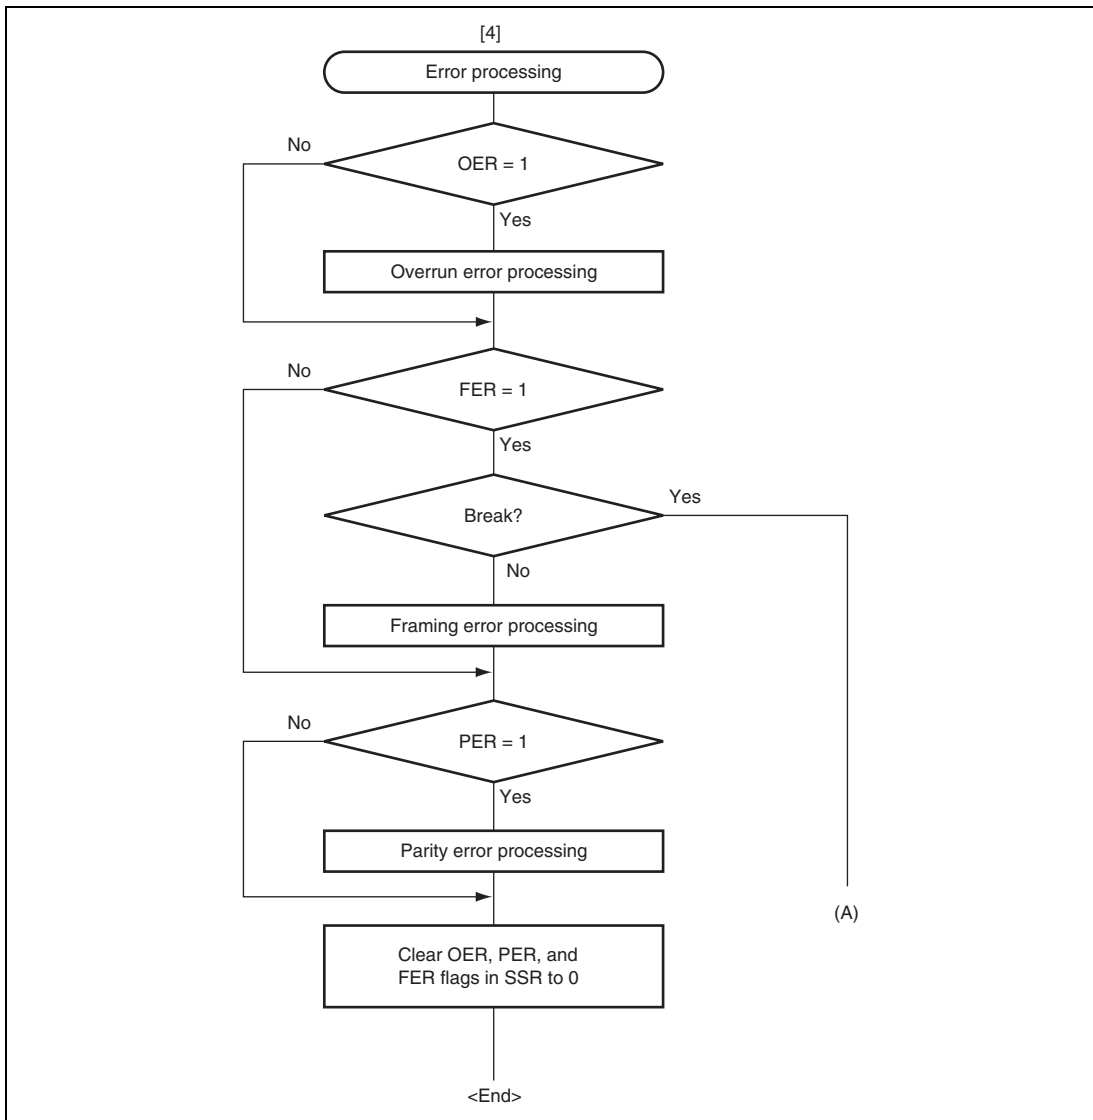 [4]
Error processing
No
OER = 1
Yes
Overrun error processing
No
FER = 1
Yes
Break?
Yes
No
Framing error processing
No
PER = 1
Yes
Parity error processing
(A)
Clear OER, PER, and
FER flags in SSR to 0
<End>